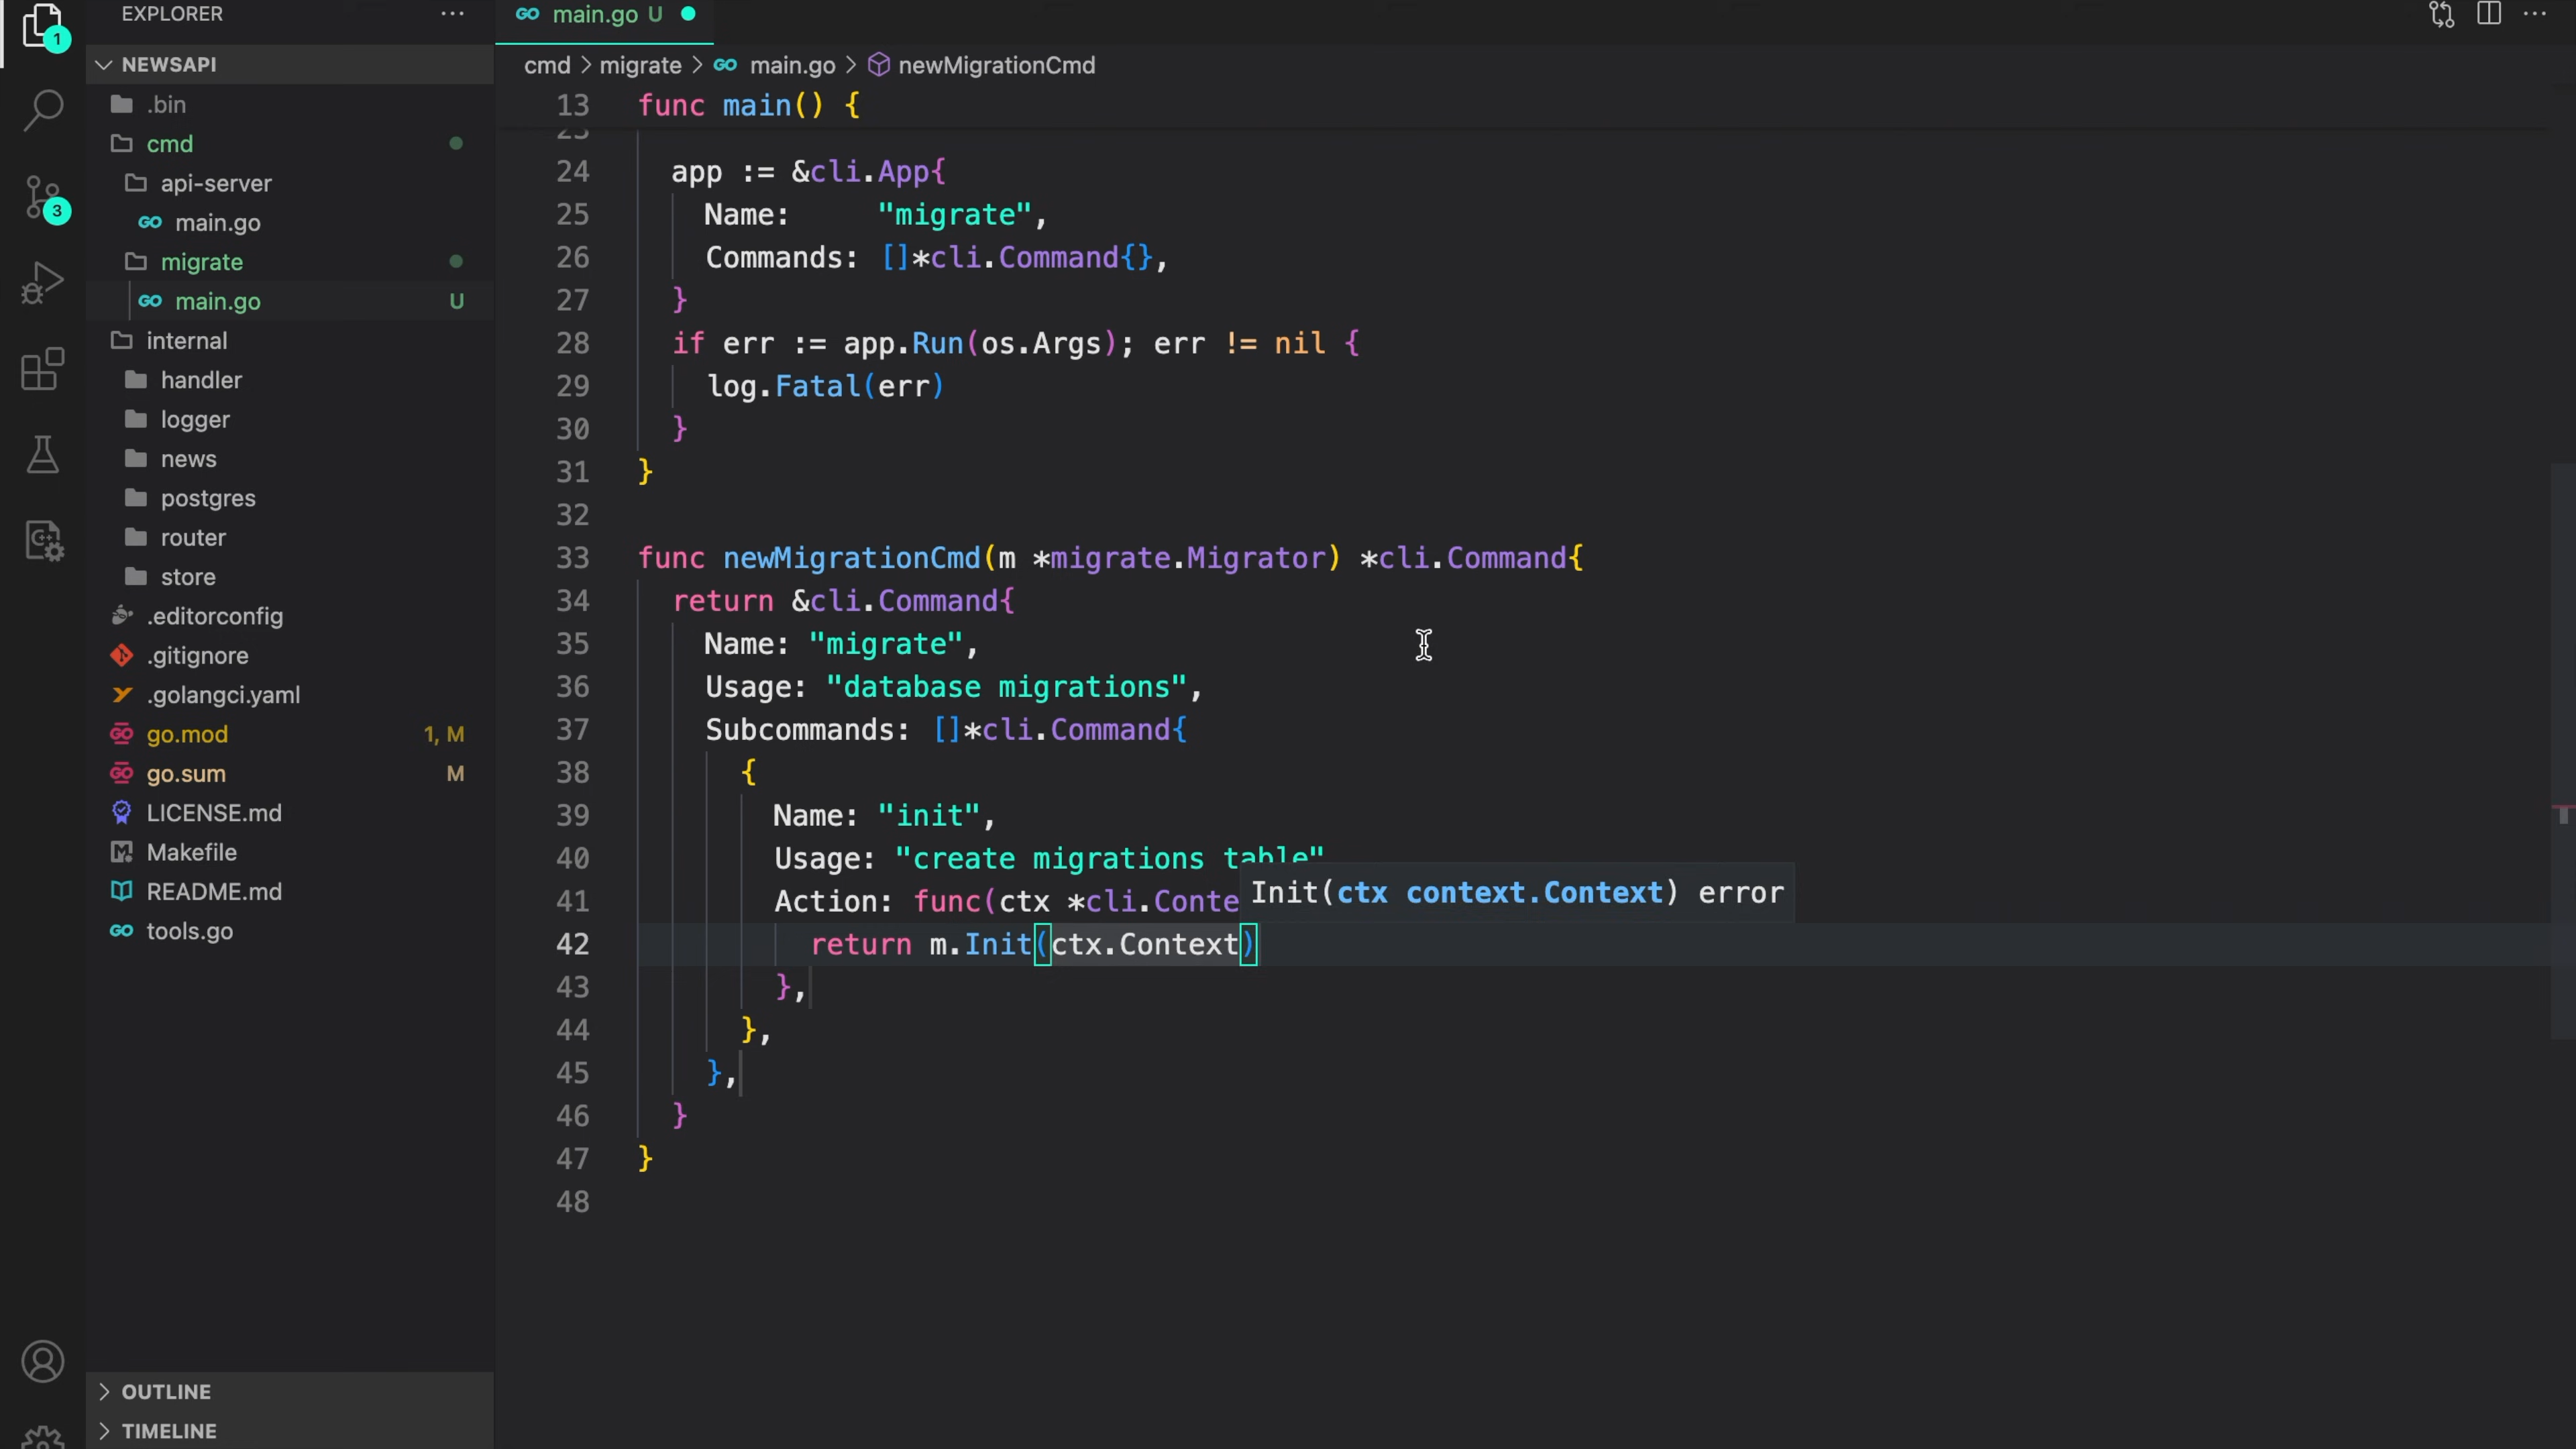 EXPLORER
NEWSAPI
.bin
cmd
api-server
main.go
migrate
main.go U
internal
handler
logger
news
postgres
router
store
.editorconfig
.gitignore
.golangci.yaml
go.mod 1, M
go.sum M
LICENSE.md
Makefile
README.md
tools.go
OUTLINE
TIMELINE
1
3
main.go U
cmd > migrate > main.go > newMigrationCmd
13 func main() {
24 app := &cli.App{
25 Name: "migrate",
26 Commands: []*cli.Command{},
27 }
28 if err := app.Run(os.Args); err != nil {
29 log.Fatal(err)
30 }
31 }
32
33 func newMigrationCmd(m *migrate.Migrator) *cli.Command{
34 return &cli.Command{
35 Name: "migrate",
36 Usage: "database migrations",
37 Subcommands: []*cli.Command{
38 {
39 Name: "init",
40 Usage: "create migrations table"
41 Action: func(ctx *cli.Conte
Init(ctx context.Context) error
42 return m.Init(ctx.Context)
43 },
44 },
45 },
46 }
47 }
48